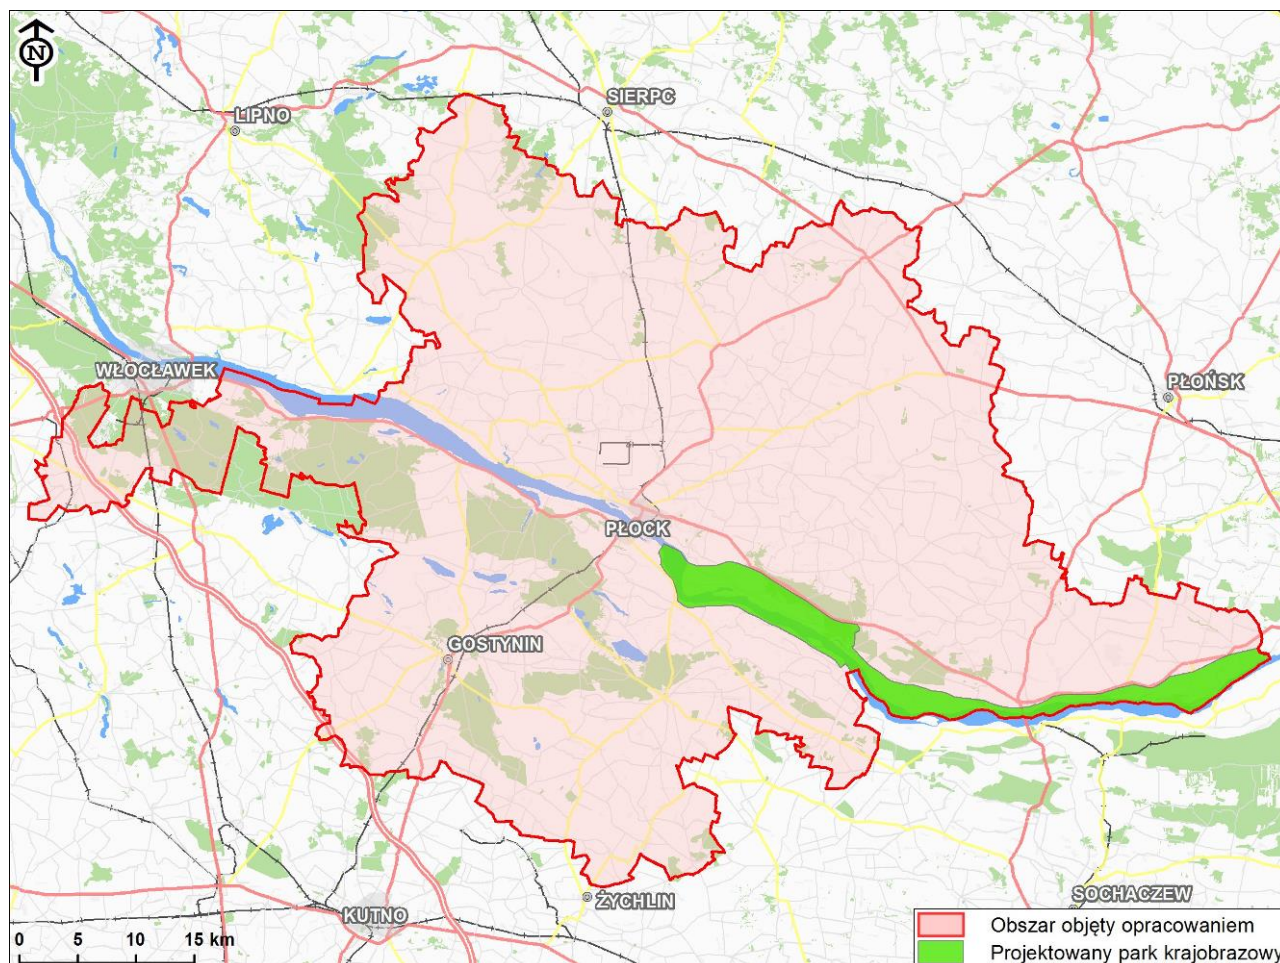 N
SIERPC
LIPNO
WŁOCŁAWEK
PŁOŃSK
PŁOCK
GOSTYNIN
SOCHACZEW
ŻYCHLIN
KUTNO
Obszar objęty opracowaniem
0 5 10 15 km
Projektowany park krajobrazowy